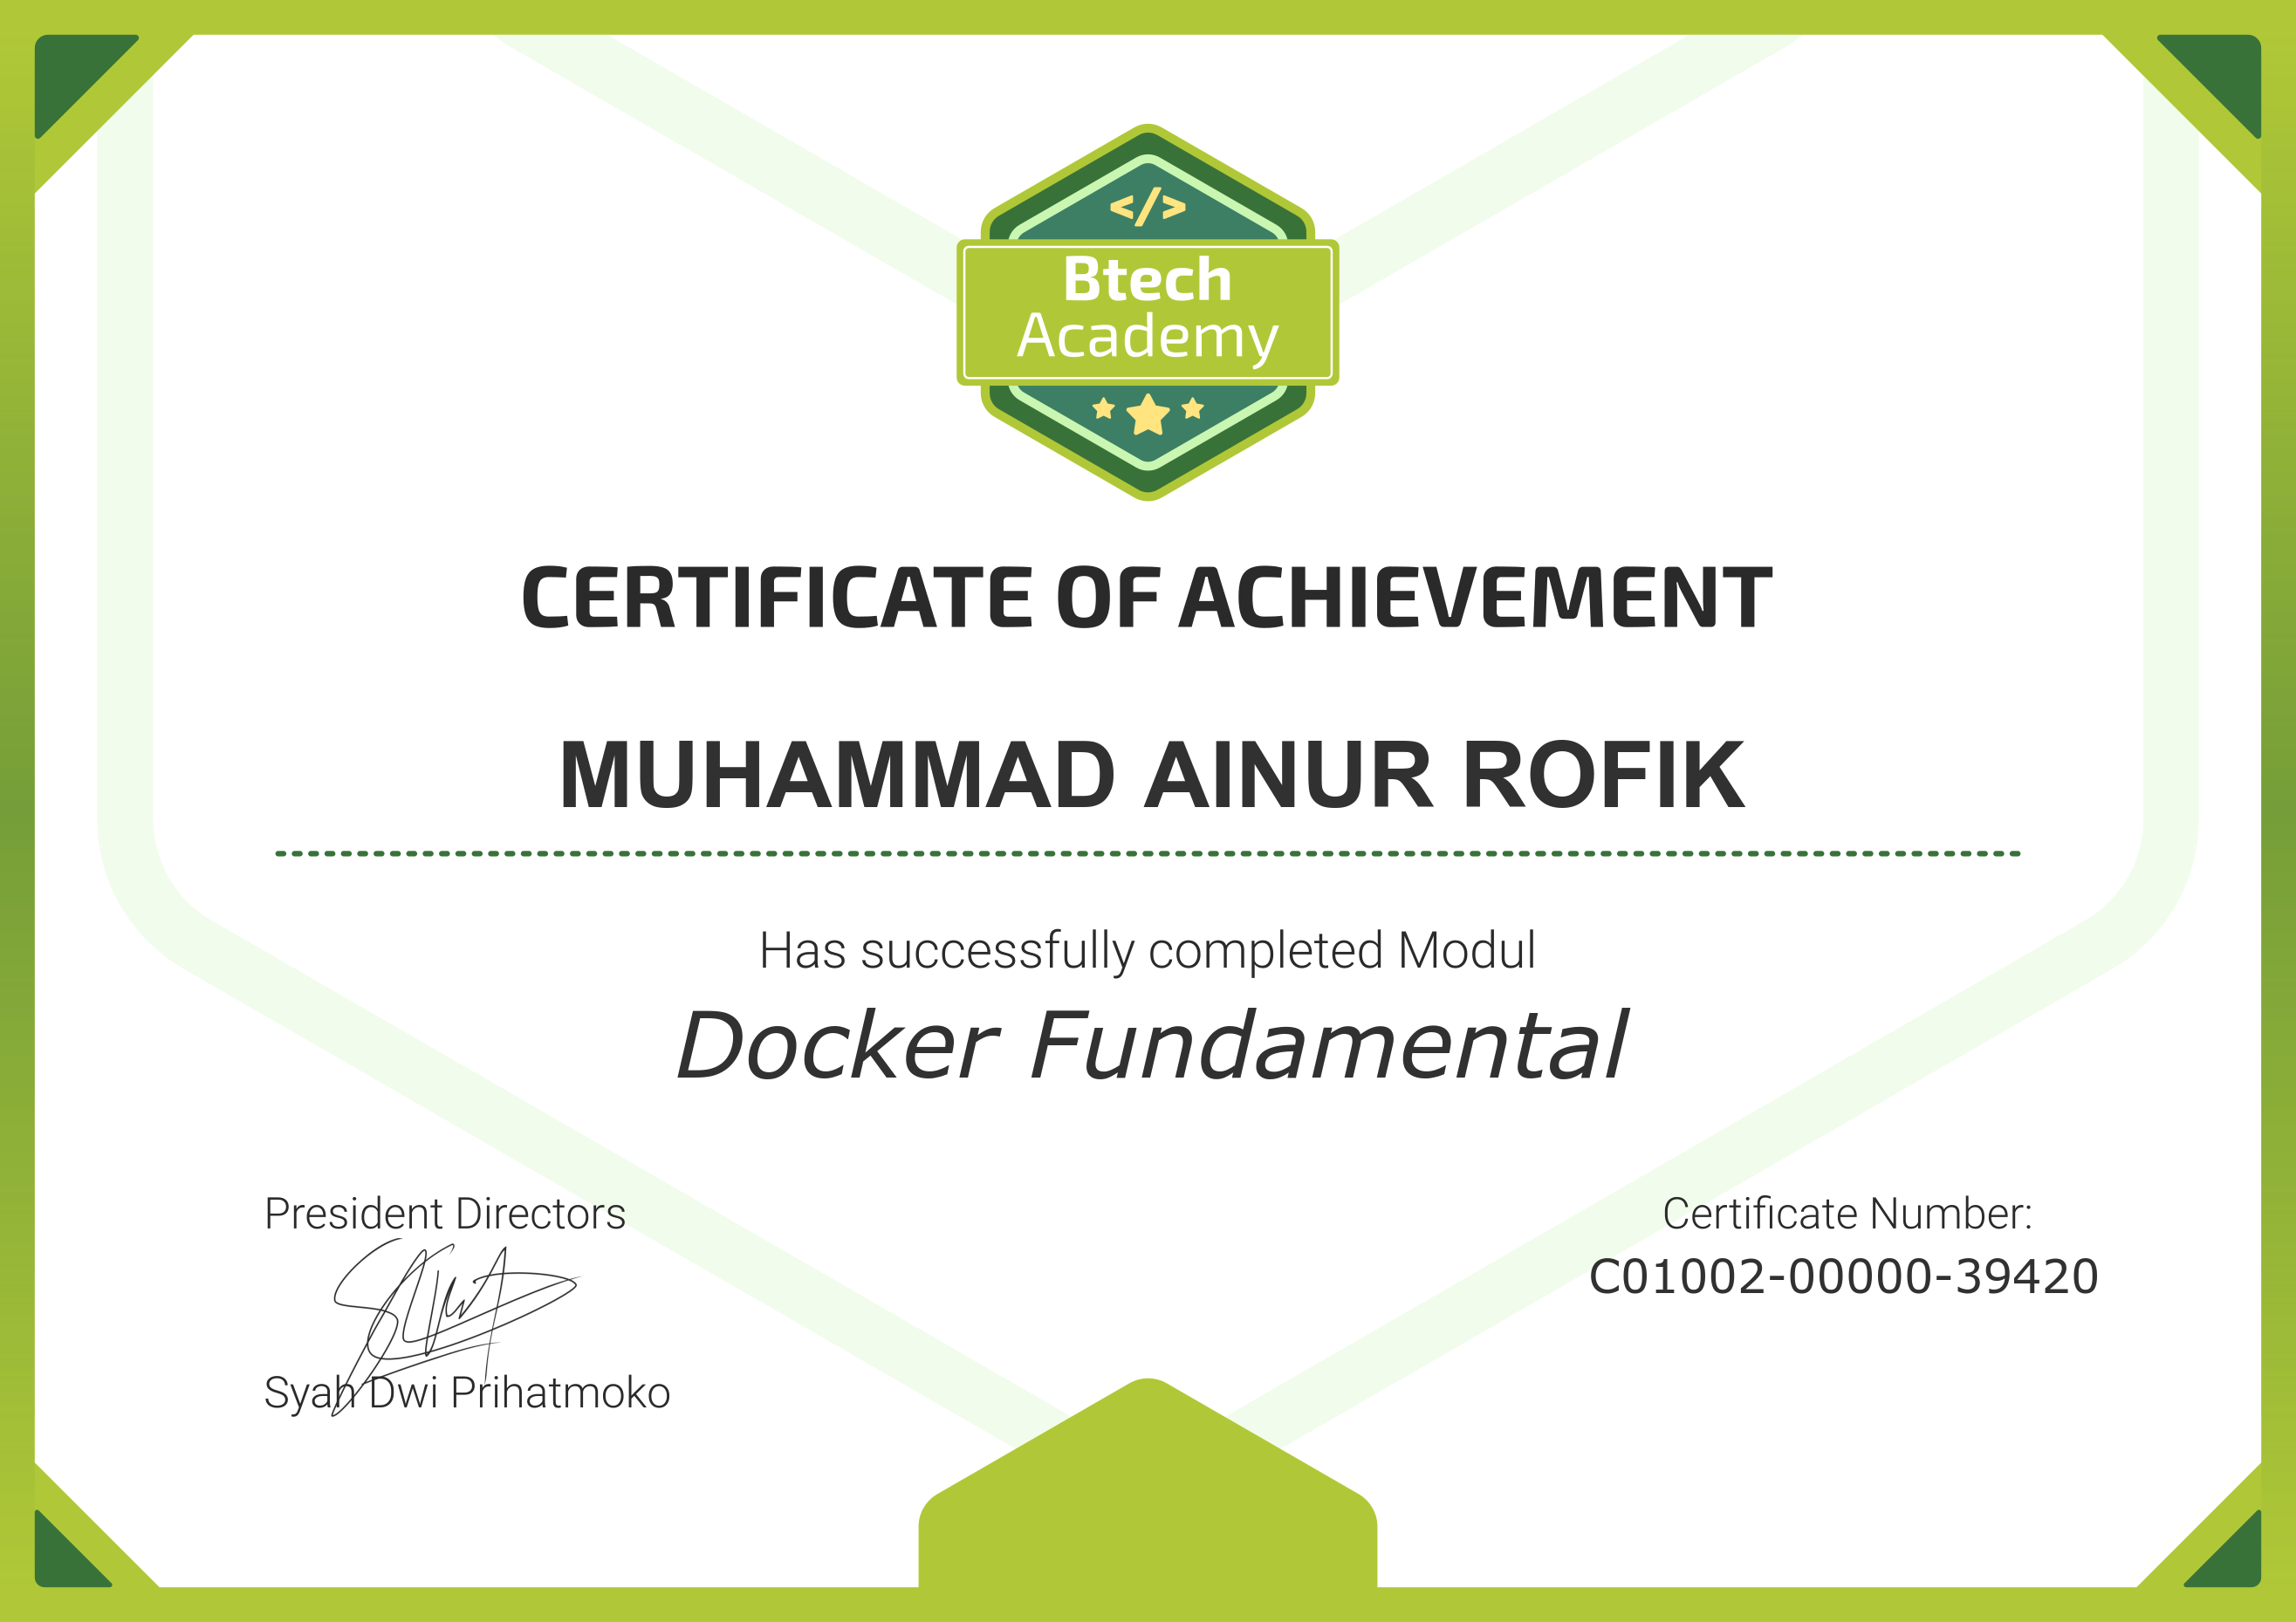 </>
Btech
Academy
CERTIFICATE OF ACHIEVEMENT
MUHAMMAD AINUR ROFIK
Has successfully completed Modul
Docker Fundamental
President Directors
Syah Dwi Prihatmoko
Certificate Number:
C01002-00000-39420